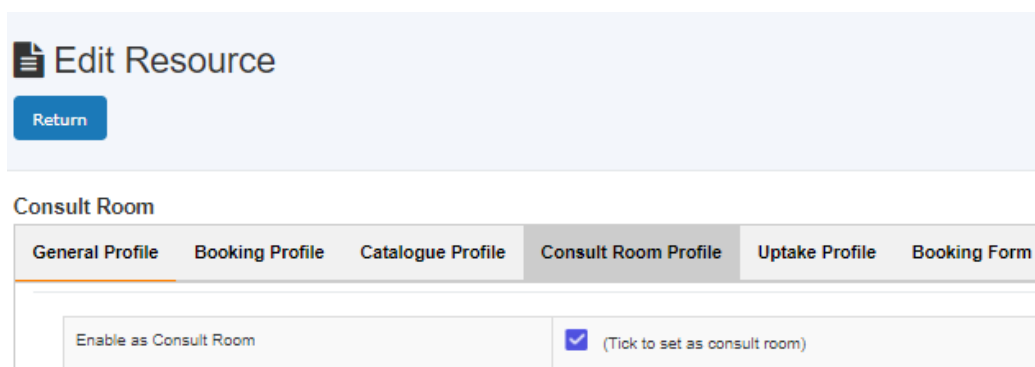 Edit Resource
Return
Consult Room
General Profile Booking Profile Catalogue Profile Consult Room Profile Uptake Profile Booking Form
Enable as Consult Room (Tick to set as consult room)